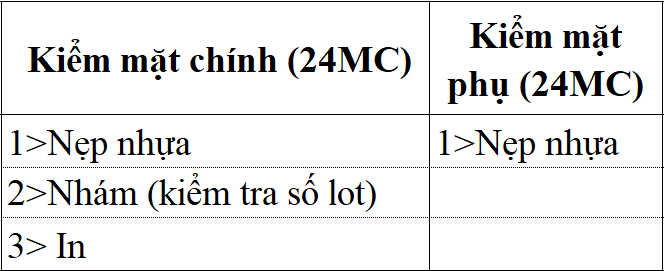 Kiểm mặt chính (24MC)
Kiểm mặt
phụ (24MC)
1>Nẹp nhựa
1>Nẹp nhựa
2>Nhám (kiểm tra số lot)
3> In